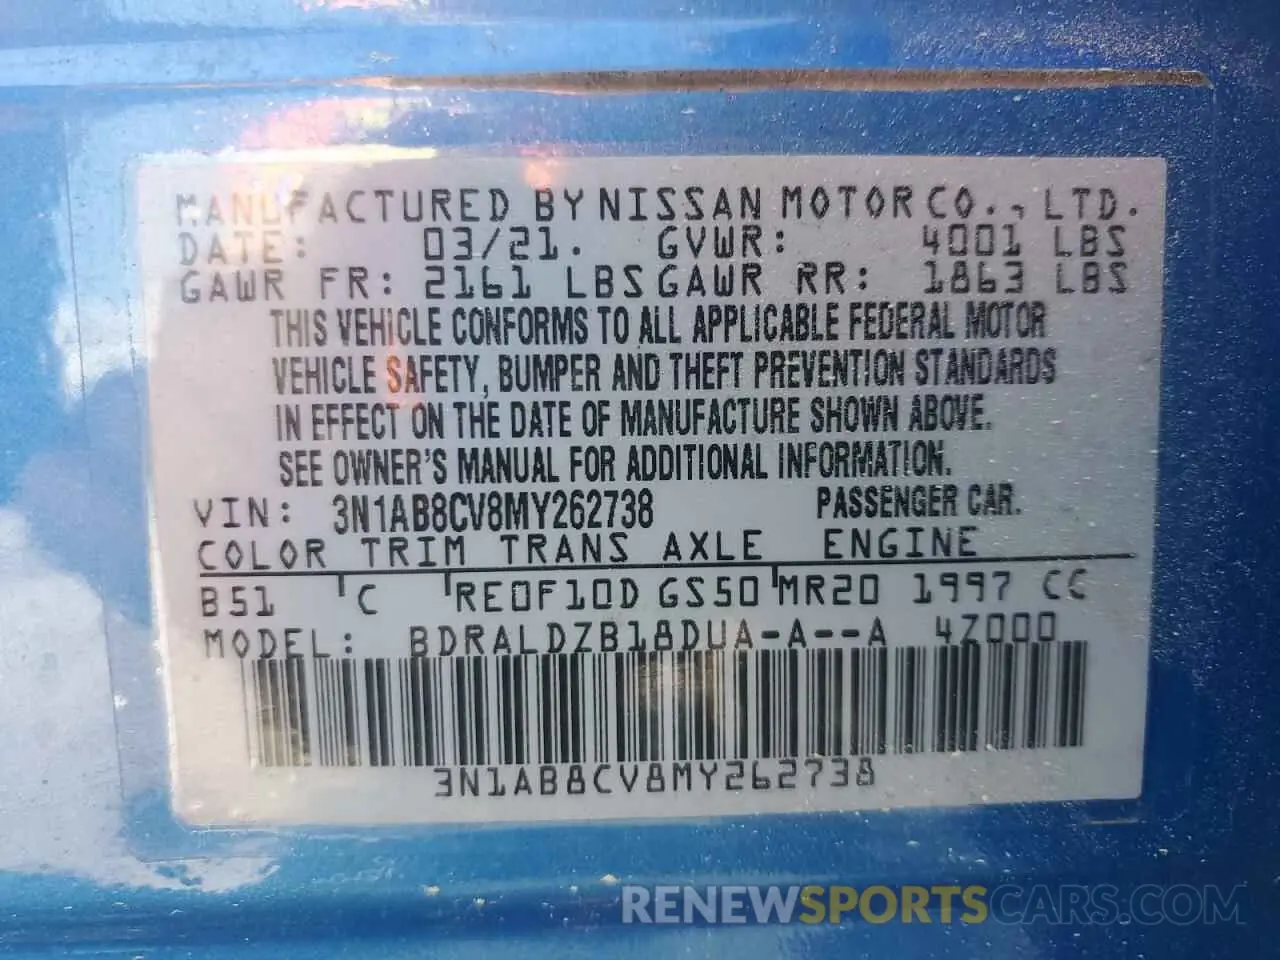 MANUFACTURED BY NISSAN MOTOR CO., LTD.
DATE: 03/21. GVWR: 4001 LBS
GAWR FR: 2161 LBS GAWR RR: 1863 LBS
THIS VEHICLE CONFORMS TO ALL APPLICABLE FEDERAL MOTOR
VEHICLE SAFETY, BUMPER AND THEFT PREVENTION STANDARDS
IN EFFECT ON THE DATE OF MANUFACTURE SHOWN ABOVE.
SEE OWNER'S MANUAL FOR ADDITIONAL INFORMATION.
VIN: 3N1AB8CV8MY262738 PASSENGER CAR.
COLOR TRIM TRANS AXLE ENGINE
B51 C RE0F10D GS50 MR20 1997 CC
MODEL: BDRALDZB18DUA-A--A 4Z000
3N1AB8CV8MY262738
RENEWSPORTSCARS.COM